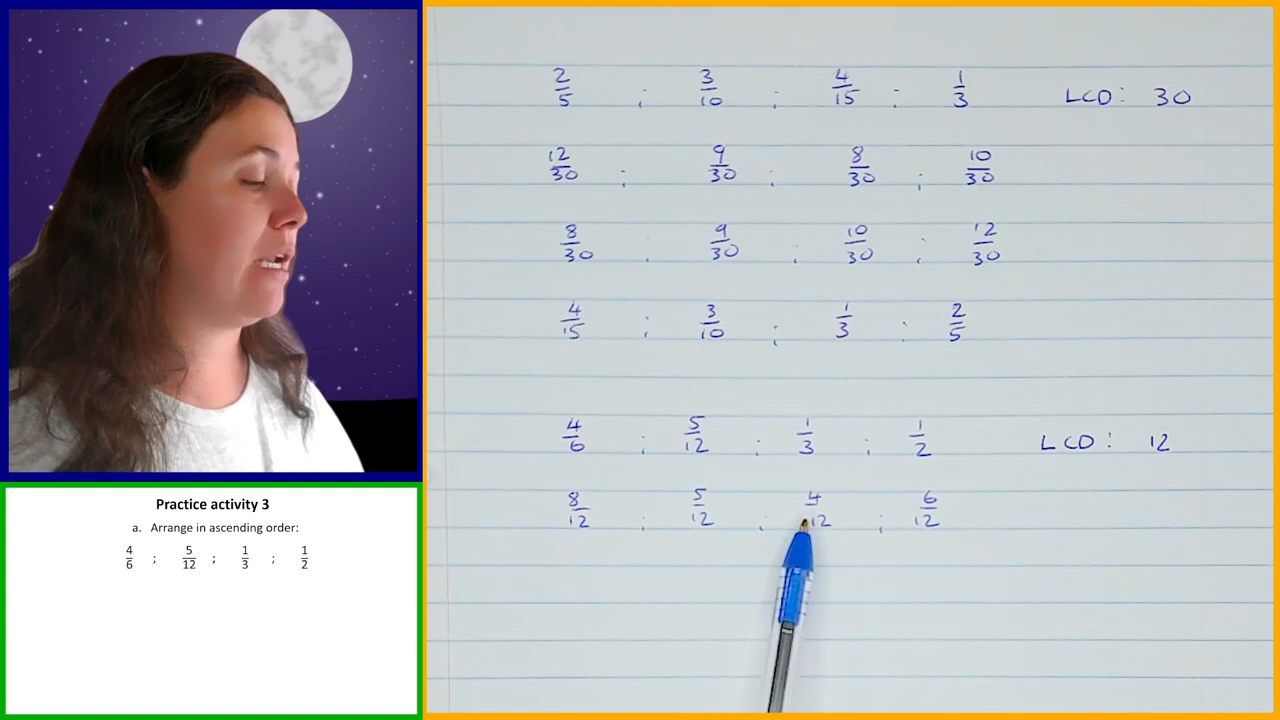 2/5 ; 3/10 ; 4/15 ; 1/3 LCD: 30
12/30 ; 9/30 ; 8/30 ; 10/30
8/30 ; 9/30 ; 10/30 ; 12/30
4/15 ; 3/10 ; 1/3 ; 2/5
4/6 ; 5/12 ; 1/3 ; 1/2 LCD: 12
8/12 ; 5/12 ; 4/12 ; 6/12
Practice activity 3
a. Arrange in ascending order:
4/6 ; 5/12 ; 1/3 ; 1/2